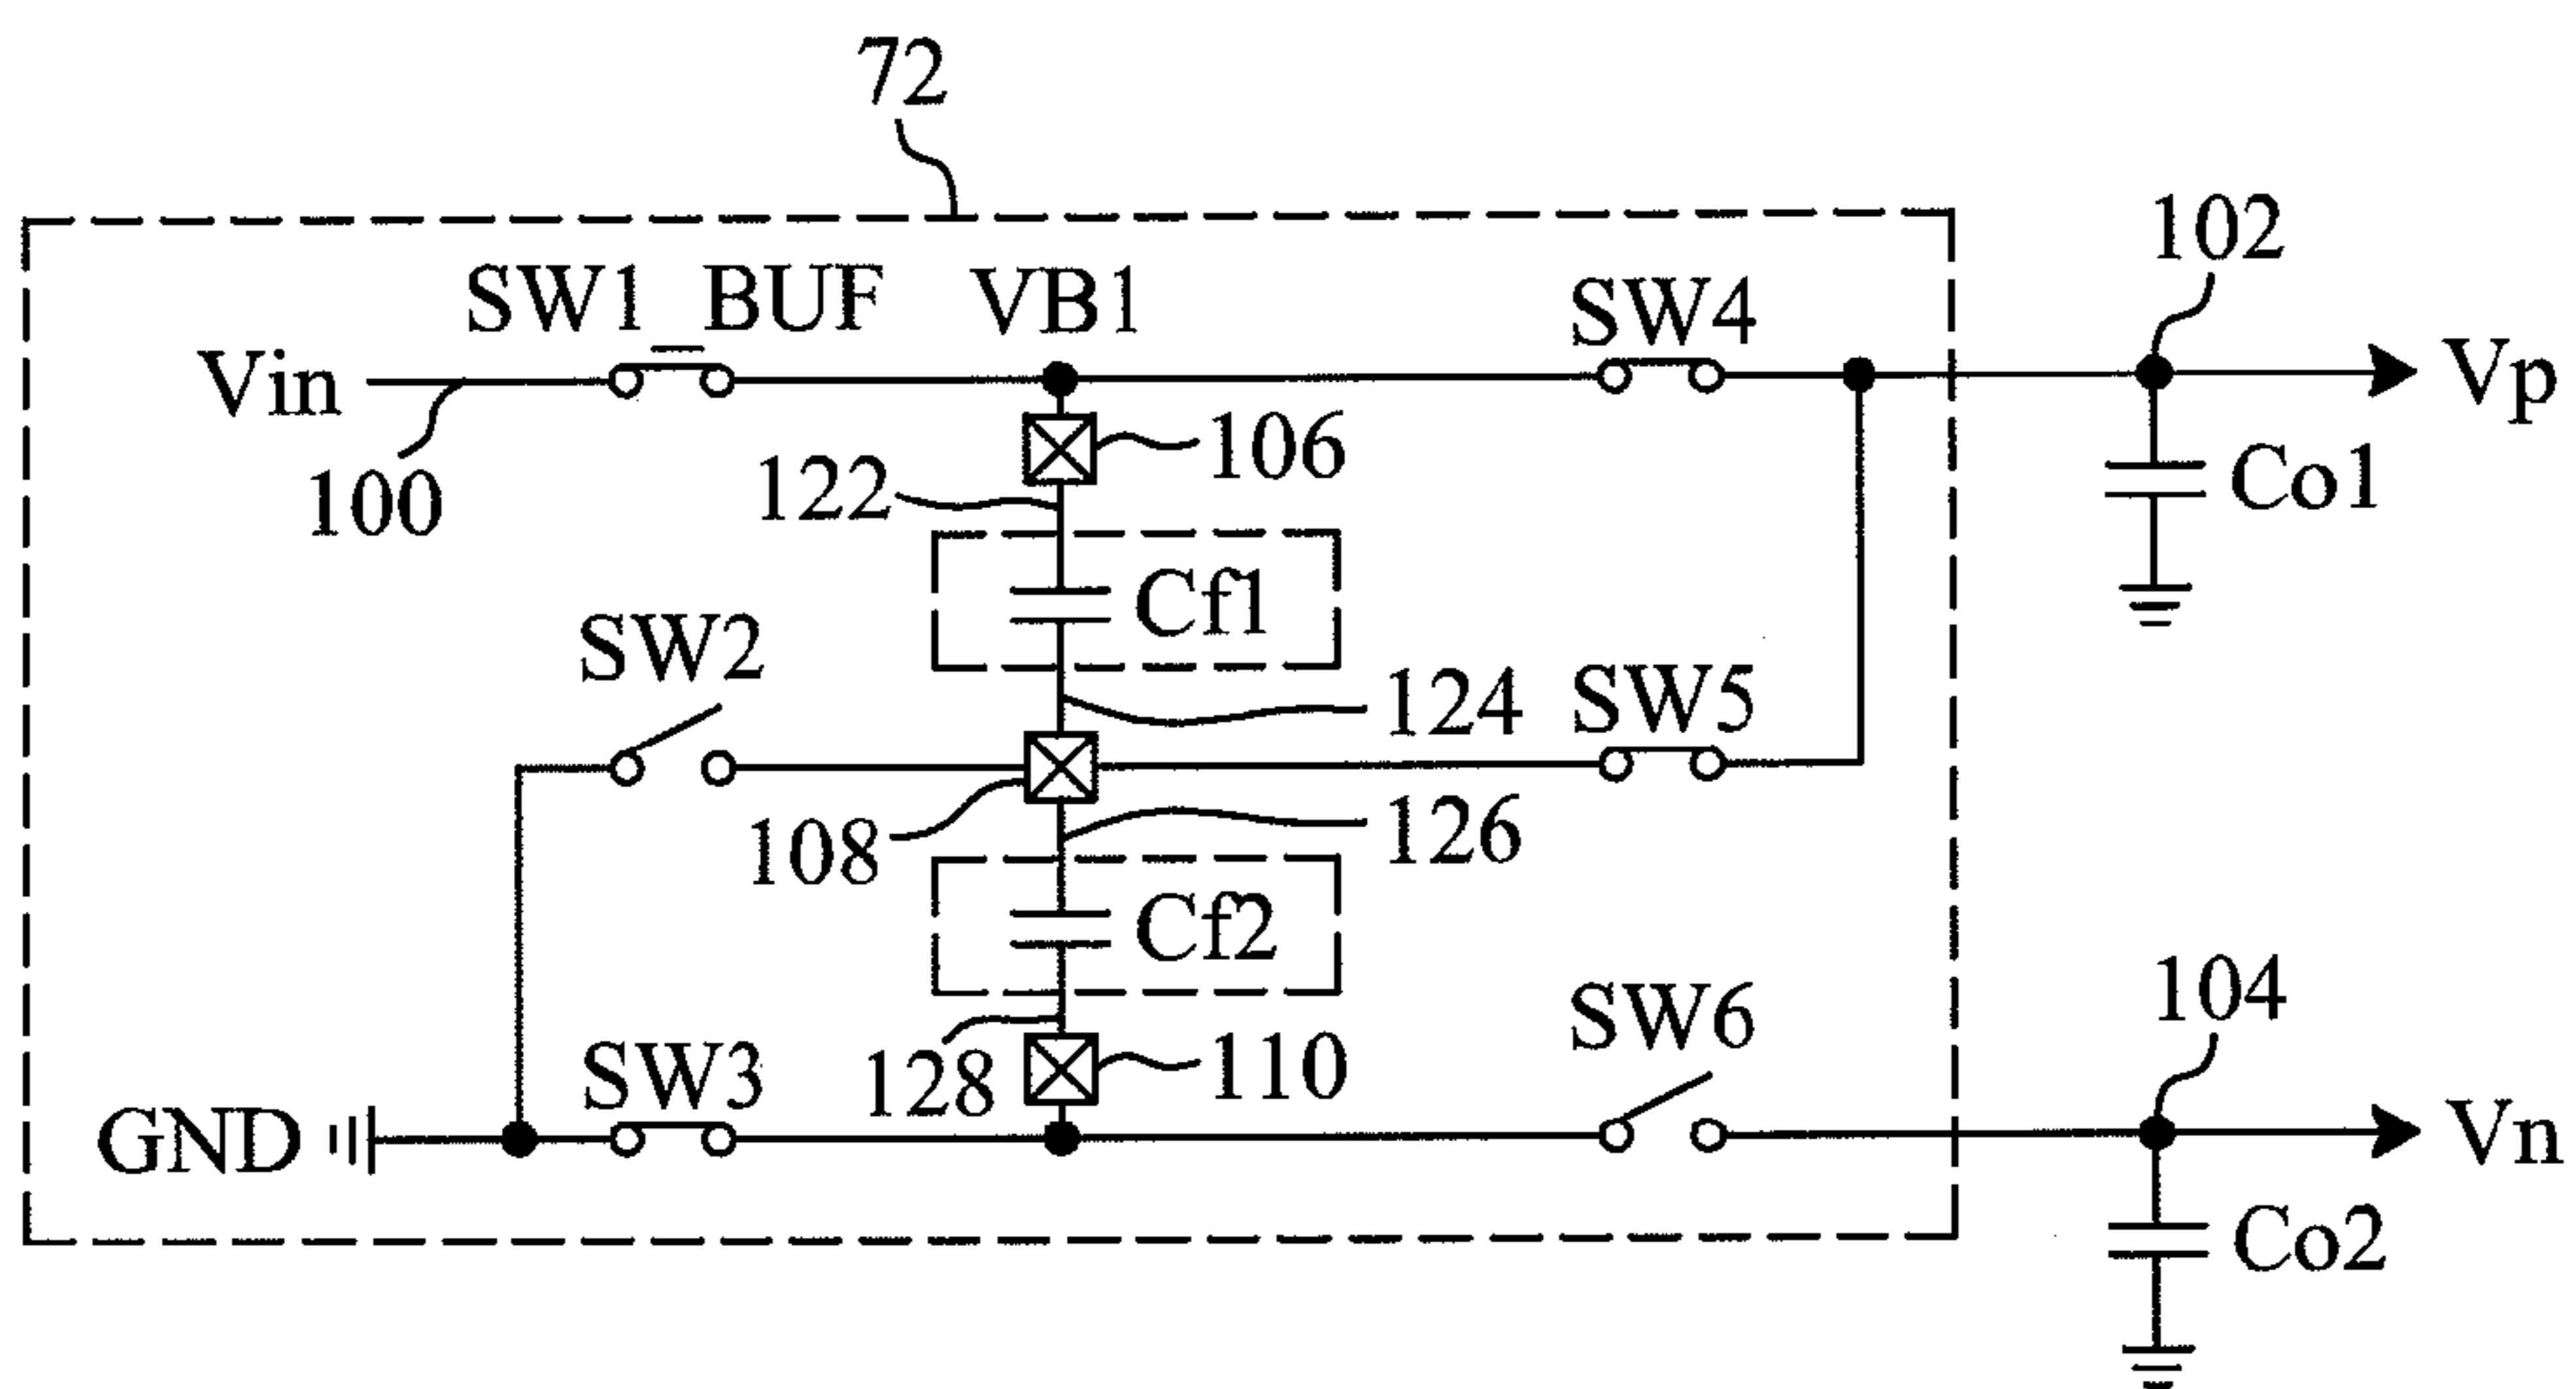 72
102
SW1_BUF VB1 SW4
Vin
Vp
100
106
122
Co1
Cf1
SW2
124
SW5
108
126
Cf2
104
SW6
SW3
128
110
GND
Vn
Co2